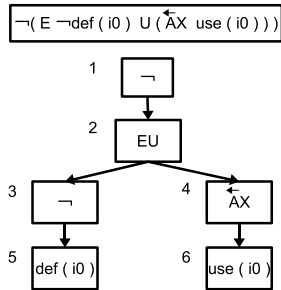 ¬( E ¬def ( i0 ) U ( A⃖X use ( i0 ) ) )
1 ¬
2 EU
3 ¬ 4 A⃖X
5 def ( i0 ) 6 use ( i0 )